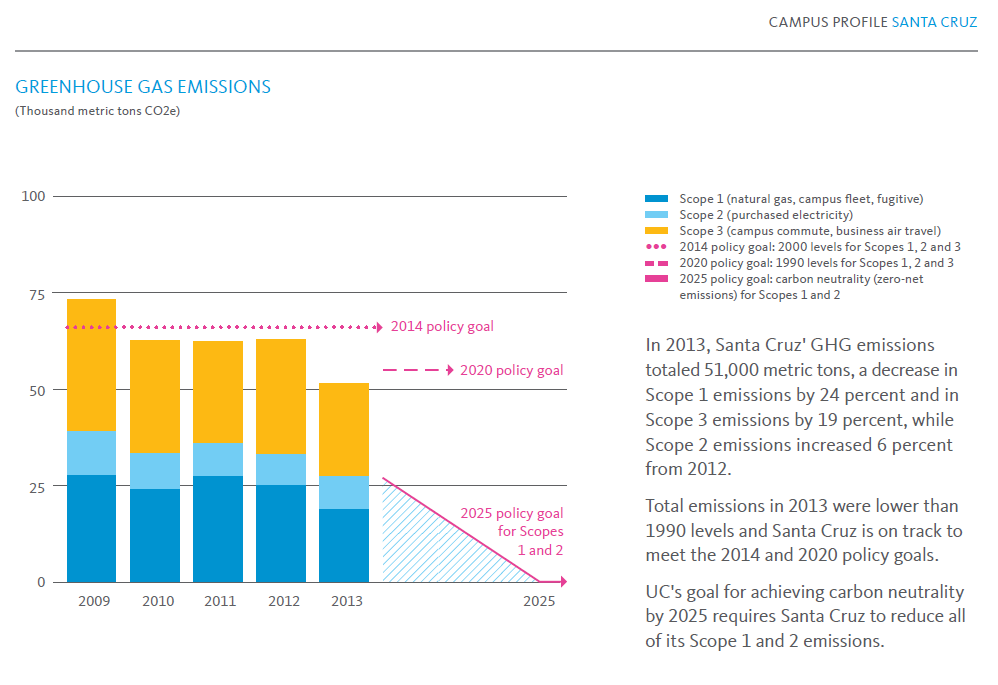 CAMPUS PROFILE SANTA CRUZ
GREENHOUSE GAS EMISSIONS
(Thousand metric tons CO2e)
100
75
50
25
0
2009
2010
2011
2012
2013
2025
2014 policy goal
2020 policy goal
2025 policy goal
for Scopes
1 and 2
Scope 1 (natural gas, campus fleet, fugitive)
Scope 2 (purchased electricity)
Scope 3 (campus commute, business air travel)
2014 policy goal: 2000 levels for Scopes 1, 2 and 3
2020 policy goal: 1990 levels for Scopes 1, 2 and 3
2025 policy goal: carbon neutrality (zero-net
emissions) for Scopes 1 and 2
In 2013, Santa Cruz' GHG emissions
totaled 51,000 metric tons, a decrease in
Scope 1 emissions by 24 percent and in
Scope 3 emissions by 19 percent, while
Scope 2 emissions increased 6 percent
from 2012.
Total emissions in 2013 were lower than
1990 levels and Santa Cruz is on track to
meet the 2014 and 2020 policy goals.
UC's goal for achieving carbon neutrality
by 2025 requires Santa Cruz to reduce all
of its Scope 1 and 2 emissions.